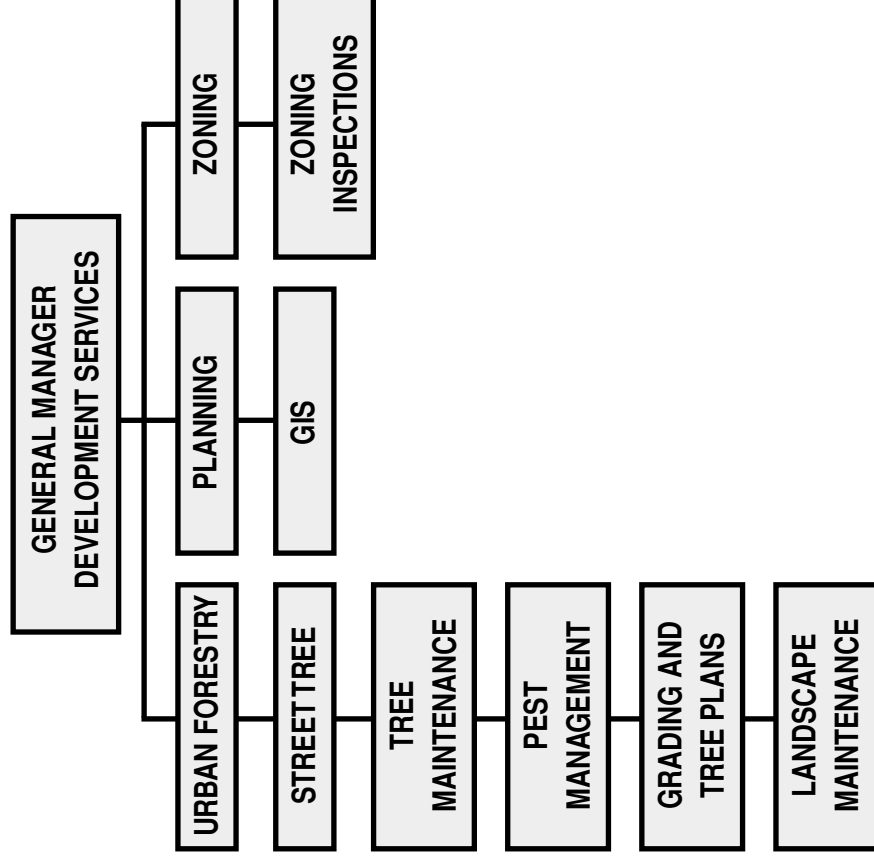 GENERAL MANAGER
DEVELOPMENT SERVICES
URBAN FORESTRY
STREET TREE
TREE
MAINTENANCE
PEST
MANAGEMENT
GRADING AND
TREE PLANS
LANDSCAPE
MAINTENANCE
PLANNING
GIS
ZONING
ZONING
INSPECTIONS